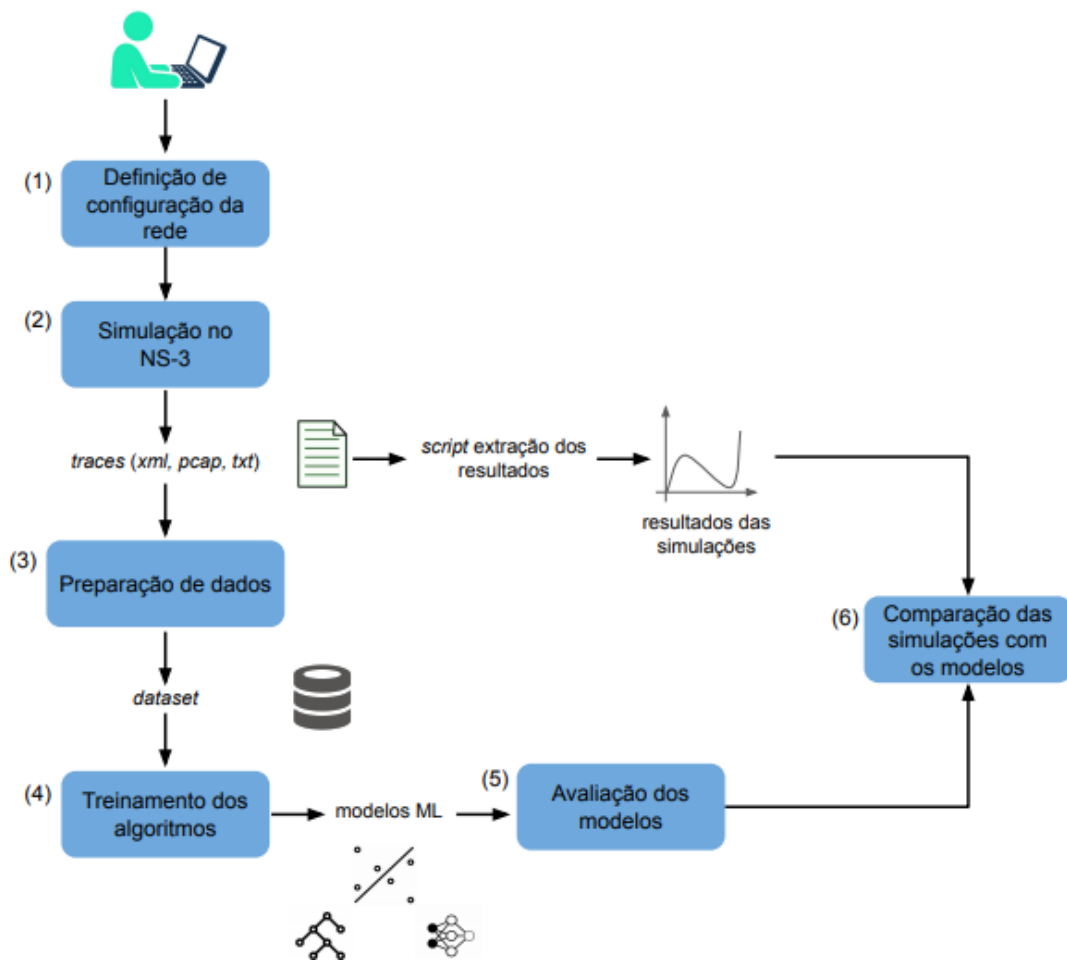 (1)
Definição de
configuração da
rede
(2)
Simulação no
NS-3
traces (xml, pcap, txt)
script extração dos
resultados
resultados das
simulações
(3)
Preparação de dados
(6)
Comparação das
simulações com
os modelos
dataset
(4)
Treinamento dos
algoritmos
modelos ML
(5)
Avaliação dos
modelos